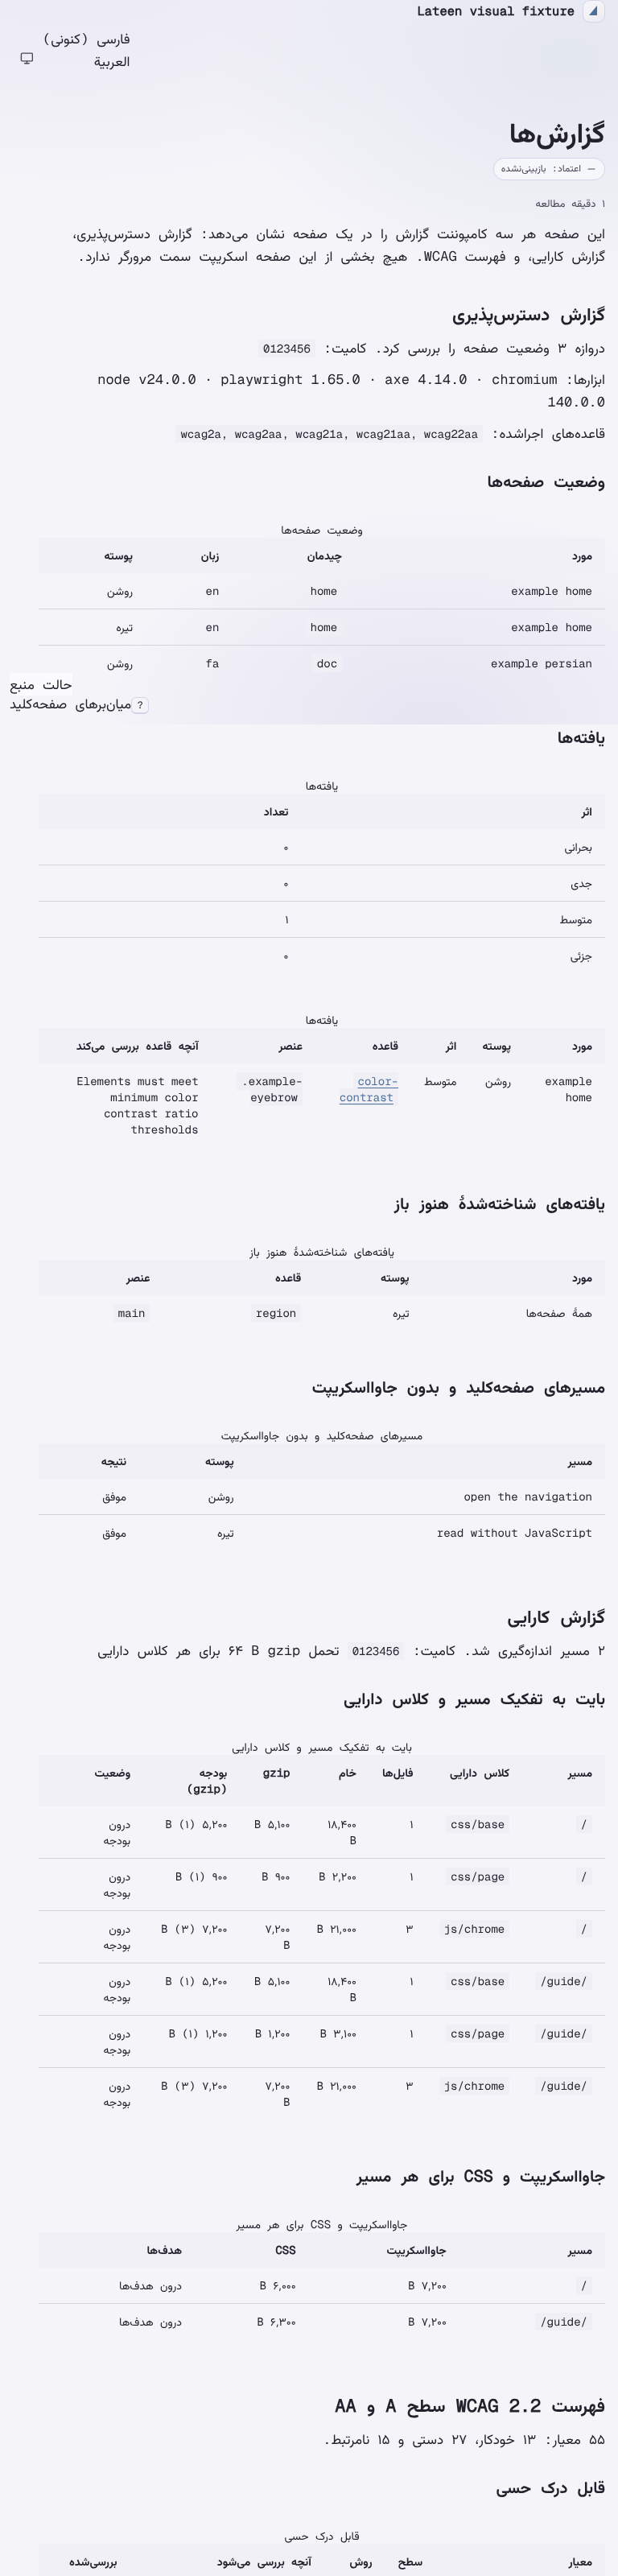 Lateen visual fixture
فارسی (کنونی)
العربية
گزارش‌ها
— اعتماد: بازبینی‌نشده
۱ دقیقه مطالعه
این صفحه هر سه کامپوننت گزارش را در یک صفحه نشان می‌دهد: گزارش دسترس‌پذیری،
گزارش کارایی، و فهرست WCAG. هیچ بخشی از این صفحه اسکریپت سمت مرورگر ندارد.
گزارش دسترس‌پذیری
دروازه ۳ وضعیت صفحه را بررسی کرد. کامیت: 0123456
ابزارها: node v24.0.0 · playwright 1.65.0 · axe 4.14.0 · chromium
140.0.0
قاعده‌های اجراشده: wcag2a, wcag2aa, wcag21a, wcag21aa, wcag22aa
وضعیت صفحه‌ها
وضعیت صفحه‌ها
مورد چیدمان زبان پوسته
example home home en روشن
example home home en تیره
example persian doc fa روشن
حالت منبع
میان‌برهای صفحه‌کلید ?
یافته‌ها
یافته‌ها
اثر تعداد
بحرانی ۰
جدی ۰
متوسط ۱
جزئی ۰
یافته‌ها
مورد پوسته اثر قاعده عنصر آنچه قاعده بررسی می‌کند
example روشن متوسط color- .example- Elements must meet
home contrast eyebrow minimum color
contrast ratio
thresholds
یافته‌های شناخته‌شدهٔ هنوز باز
یافته‌های شناخته‌شدهٔ هنوز باز
مورد پوسته قاعده عنصر
همهٔ صفحه‌ها تیره region main
مسیرهای صفحه‌کلید و بدون جاوااسکریپت
مسیرهای صفحه‌کلید و بدون جاوااسکریپت
مسیر پوسته نتیجه
open the navigation روشن موفق
read without JavaScript تیره موفق
گزارش کارایی
۲ مسیر اندازه‌گیری شد. کامیت: 0123456 تحمل ۶۴ B gzip برای هر کلاس دارایی
بایت به تفکیک مسیر و کلاس دارایی
بایت به تفکیک مسیر و کلاس دارایی
مسیر کلاس دارایی فایل‌ها خام gzip بودجه وضعیت
(gzip)
/ css/base ۱ ۱۸٬۴۰۰ ۵٬۱۰۰ B ۵٬۲۰۰ (۱) B درون
B بودجه
/ css/page ۱ ۲٬۲۰۰ B ۹۰۰ B ۹۰۰ (۱) B درون
بودجه
/ js/chrome ۳ ۲۱٬۰۰۰ B ۷٬۲۰۰ ۷٬۲۰۰ (۳) B درون
B بودجه
/guide/ css/base ۱ ۱۸٬۴۰۰ ۵٬۱۰۰ B ۵٬۲۰۰ (۱) B درون
B بودجه
/guide/ css/page ۱ ۳٬۱۰۰ B ۱٬۲۰۰ B ۱٬۲۰۰ (۱) B درون
بودجه
/guide/ js/chrome ۳ ۲۱٬۰۰۰ B ۷٬۲۰۰ ۷٬۲۰۰ (۳) B درون
B بودجه
جاوااسکریپت و CSS برای هر مسیر
جاوااسکریپت و CSS برای هر مسیر
مسیر جاوااسکریپت CSS هدف‌ها
/ ۷٬۲۰۰ B ۶٬۰۰۰ B درون هدف‌ها
/guide/ ۷٬۲۰۰ B ۶٬۳۰۰ B درون هدف‌ها
فهرست WCAG 2.2 سطح A و AA
۵۵ معیار: ۱۳ خودکار، ۲۷ دستی و ۱۵ نامرتبط.
قابل درک حسی
قابل درک حسی
معیار سطح روش آنچه بررسی می‌شود بررسی‌شده